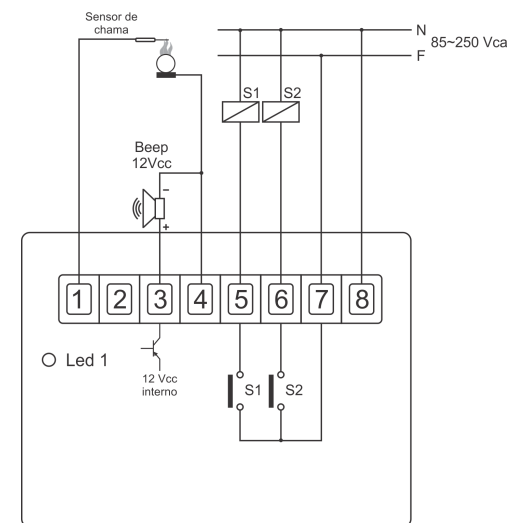 Sensor de
chama
N
85~250 Vca
F
S1 S2
Beep
12Vcc
−
+
1 2 3 4 5 6 7 8
Led 1
12 Vcc
interno
S1 S2